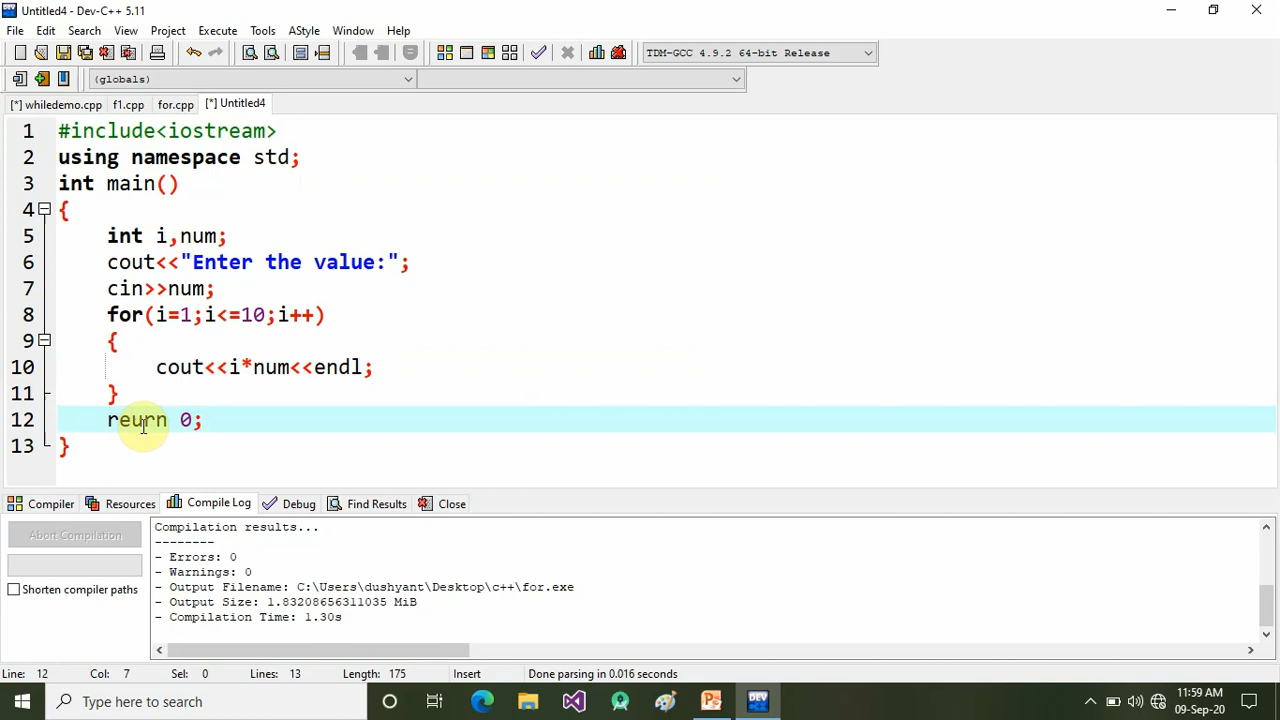 Untitled4 - Dev-C++ 5.11
File Edit Search View Project Execute Tools AStyle Window Help
TDM-GCC 4.9.2 64-bit Release
(globals)
[*] whiledemo.cpp f1.cpp for.cpp [*] Untitled4
1 #include<iostream>
2 using namespace std;
3 int main()
4 {
5 int i,num;
6 cout<<"Enter the value:";
7 cin>>num;
8 for(i=1;i<=10;i++)
9 {
10 cout<<i*num<<endl;
11 }
12 reurn 0;
13 }
Compiler Resources Compile Log Debug Find Results Close
Abort Compilation
Shorten compiler paths
Compilation results...
--------
- Errors: 0
- Warnings: 0
- Output Filename: C:\Users\dushyant\Desktop\c++\for.exe
- Output Size: 1.83208656311035 MiB
- Compilation Time: 1.30s
Line: 12 Col: 7 Sel: 0 Lines: 13 Length: 175 Insert Done parsing in 0.016 seconds
Type here to search
DEV
11:59 AM
09-Sep-20